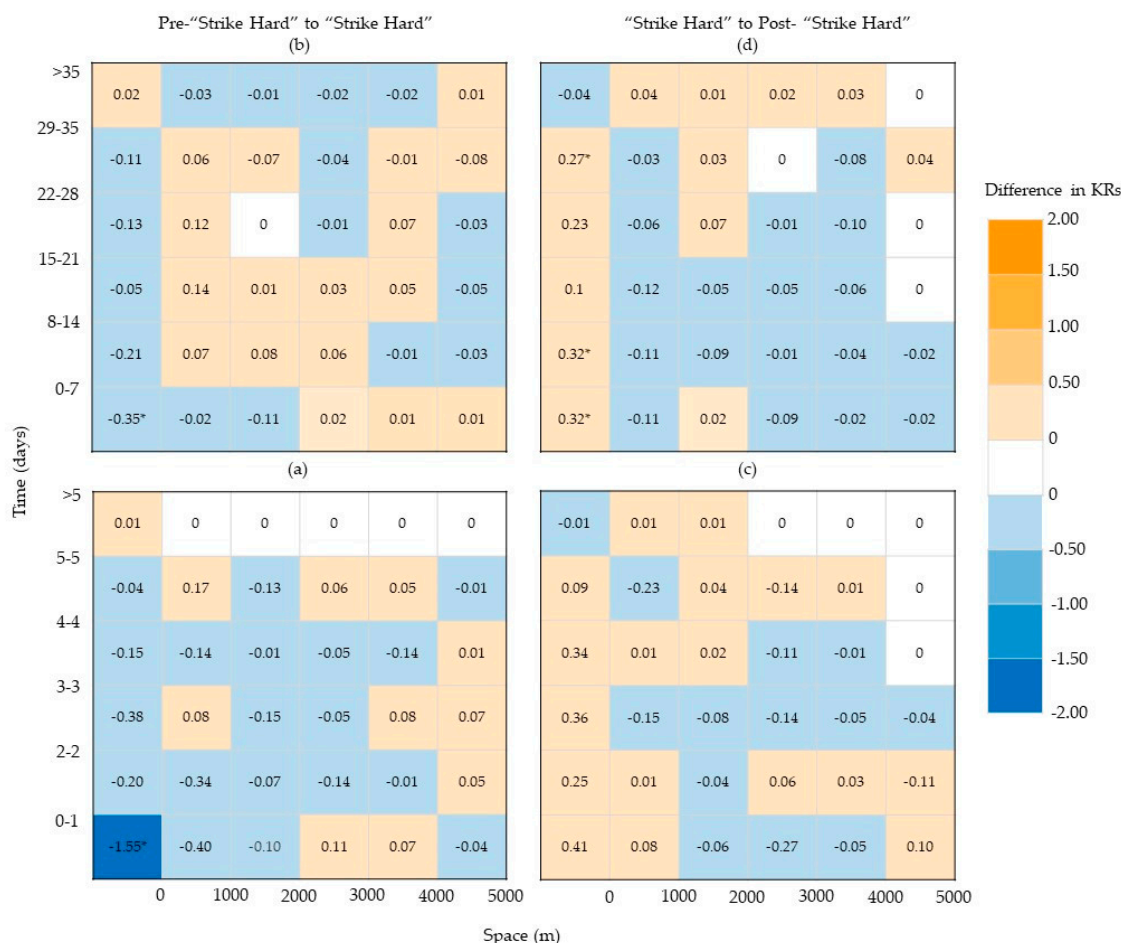 Pre-“Strike Hard” to “Strike Hard”
(b)
“Strike Hard” to Post- “Strike Hard”
(d)
>35
0.02 -0.03 -0.01 -0.02 -0.02 0.01
-0.04 0.04 0.01 0.02 0.03 0
29-35
-0.11 0.06 -0.07 -0.04 -0.01 -0.08
0.27* -0.03 0.03 0 -0.08 0.04
22-28
-0.13 0.12 0 -0.01 0.07 -0.03
0.23 -0.06 0.07 -0.01 -0.10 0
15-21
-0.05 0.14 0.01 0.03 0.05 -0.05
0.1 -0.12 -0.05 -0.05 -0.06 0
8-14
-0.21 0.07 0.08 0.06 -0.01 -0.03
0.32* -0.11 -0.09 -0.01 -0.04 -0.02
0-7
-0.35* -0.02 -0.11 0.02 0.01 0.01
0.32* -0.11 0.02 -0.09 -0.02 -0.02
(a)
(c)
>5
0.01 0 0 0 0 0
-0.01 0.01 0.01 0 0 0
5-5
-0.04 0.17 -0.13 0.06 0.05 -0.01
0.09 -0.23 0.04 -0.14 0.01 0
4-4
-0.15 -0.14 -0.01 -0.05 -0.14 0.01
0.34 0.01 0.02 -0.11 -0.01 0
3-3
-0.38 0.08 -0.15 -0.05 0.08 0.07
0.36 -0.15 -0.08 -0.14 -0.05 -0.04
2-2
-0.20 -0.34 -0.07 -0.14 -0.01 0.05
0.25 0.01 -0.04 0.06 0.03 -0.11
0-1
-1.55* -0.40 -0.10 0.11 0.07 -0.04
0.41 0.08 -0.06 -0.27 -0.05 0.10
0 1000 2000 3000 4000 5000
0 1000 2000 3000 4000 5000
Time (days)
Space (m)
Difference in KRs
2.00
1.50
1.00
0.50
0
0
-0.50
-1.00
-1.50
-2.00